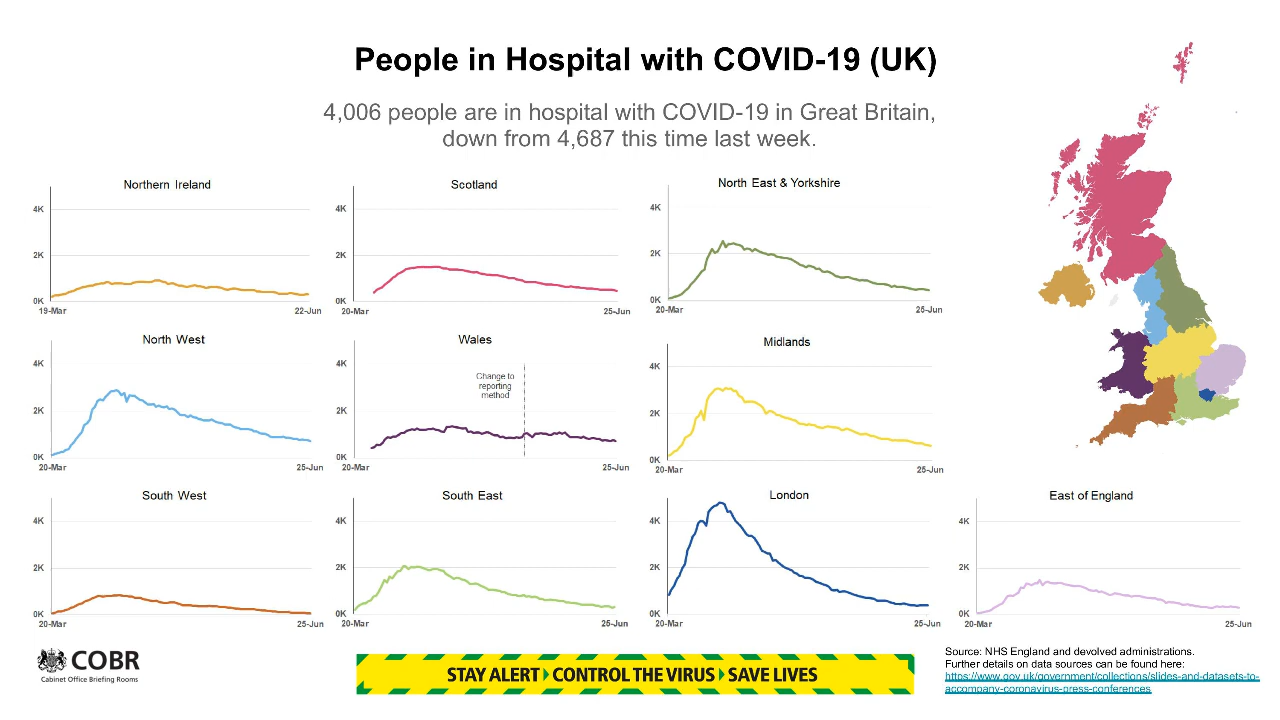 People in Hospital with COVID-19 (UK)
4,006 people are in hospital with COVID-19 in Great Britain,
down from 4,687 this time last week.
Northern Ireland
4K
2K
0K
19-Mar
22-Jun
Scotland
4K
2K
0K
20-Mar
25-Jun
North East & Yorkshire
4K
2K
0K
20-Mar
25-Jun
North West
4K
2K
0K
20-Mar
25-Jun
Wales
Change to
reporting
method
4K
2K
0K
20-Mar
25-Jun
Midlands
4K
2K
0K
20-Mar
25-Jun
South West
4K
2K
0K
20-Mar
25-Jun
South East
4K
2K
0K
20-Mar
25-Jun
London
4K
2K
0K
20-Mar
25-Jun
East of England
4K
2K
0K
20-Mar
25-Jun
COBR
Cabinet Office Briefing Rooms
STAY ALERT CONTROL THE VIRUS SAVE LIVES
Source: NHS England and devolved administrations.
Further details on data sources can be found here:
https://www.gov.uk/government/collections/slides-and-datasets-to-
accompany-coronavirus-press-conferences